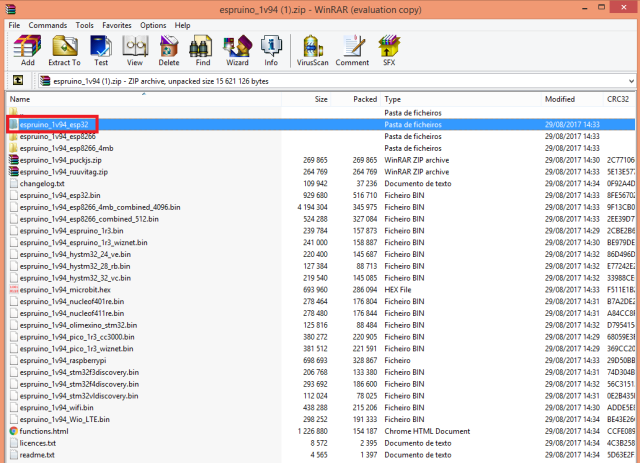 espruino_1v94 (1).zip - WinRAR (evaluation copy)
File Commands Tools Favorites Options Help
Add Extract To Test View Delete Find Wizard Info VirusScan Comment SFX
espruino_1v94 (1).zip - ZIP archive, unpacked size 15 621 126 bytes
Name Size Packed Type Modified CRC32
.. Pasta de ficheiros
espruino_1v94_esp32 Pasta de ficheiros 29/08/2017 14:33
espruino_1v94_esp8266 Pasta de ficheiros 29/08/2017 14:33
espruino_1v94_esp8266_4mb Pasta de ficheiros 29/08/2017 14:33
espruino_1v94_puckjs.zip 269 865 269 865 WinRAR ZIP archive 29/08/2017 14:30 2C77106
espruino_1v94_ruuvitag.zip 264 769 264 769 WinRAR ZIP archive 29/08/2017 14:33 5E13E57
changelog.txt 109 942 37 236 Documento de texto 29/08/2017 14:34 0F92A4D
espruino_1v94_esp32.bin 929 680 516 710 Ficheiro BIN 29/08/2017 14:33 8FE5670
espruino_1v94_esp8266_4mb_combined_4096.bin 4 194 304 345 975 Ficheiro BIN 29/08/2017 14:33 9F13CB0
espruino_1v94_esp8266_combined_512.bin 524 288 327 084 Ficheiro BIN 29/08/2017 14:33 2EE39D7
espruino_1v94_espruino_1r3.bin 239 784 157 873 Ficheiro BIN 29/08/2017 14:29 2CBE2B6
espruino_1v94_espruino_1r3_wiznet.bin 241 000 158 887 Ficheiro BIN 29/08/2017 14:30 BE979DE
espruino_1v94_hystm32_24_ve.bin 220 400 145 687 Ficheiro BIN 29/08/2017 14:32 86D496D
espruino_1v94_hystm32_28_rb.bin 127 384 88 713 Ficheiro BIN 29/08/2017 14:32 E77242E
espruino_1v94_hystm32_32_vc.bin 219 540 145 085 Ficheiro BIN 29/08/2017 14:32 33988CE
espruino_1v94_microbit.hex 693 960 286 094 HEX File 29/08/2017 14:33 F511E1B
espruino_1v94_nucleof401re.bin 278 464 176 804 Ficheiro BIN 29/08/2017 14:31 B7A2DE2
espruino_1v94_nucleof411re.bin 278 480 176 844 Ficheiro BIN 29/08/2017 14:31 A84CC8F
espruino_1v94_olimexino_stm32.bin 125 816 88 484 Ficheiro BIN 29/08/2017 14:32 D795415
espruino_1v94_pico_1r3_cc3000.bin 380 272 220 905 Ficheiro BIN 29/08/2017 14:29 68059E3
espruino_1v94_pico_1r3_wiznet.bin 381 512 221 591 Ficheiro BIN 29/08/2017 14:29 369CC20
espruino_1v94_raspberrypi 698 693 328 867 Ficheiro 29/08/2017 14:33 29D50BB
espruino_1v94_stm32f3discovery.bin 206 768 133 380 Ficheiro BIN 29/08/2017 14:31 74D304B
espruino_1v94_stm32f4discovery.bin 293 692 186 600 Ficheiro BIN 29/08/2017 14:32 56C3151
espruino_1v94_stm32vldiscovery.bin 112 024 78 025 Ficheiro BIN 29/08/2017 14:31 0E2B435
espruino_1v94_wifi.bin 438 288 215 206 Ficheiro BIN 29/08/2017 14:30 ADDE5E
espruino_1v94_Wio_LTE.bin 298 252 191 333 Ficheiro BIN 29/08/2017 14:34 BE43E26
functions.html 1 226 880 154 187 Chrome HTML Document 29/08/2017 14:34 CCFE089
licences.txt 8 572 2 395 Documento de texto 29/08/2017 14:34 4C3B258
readme.txt 4 565 1 397 Documento de texto 29/08/2017 14:34 5D63E2F